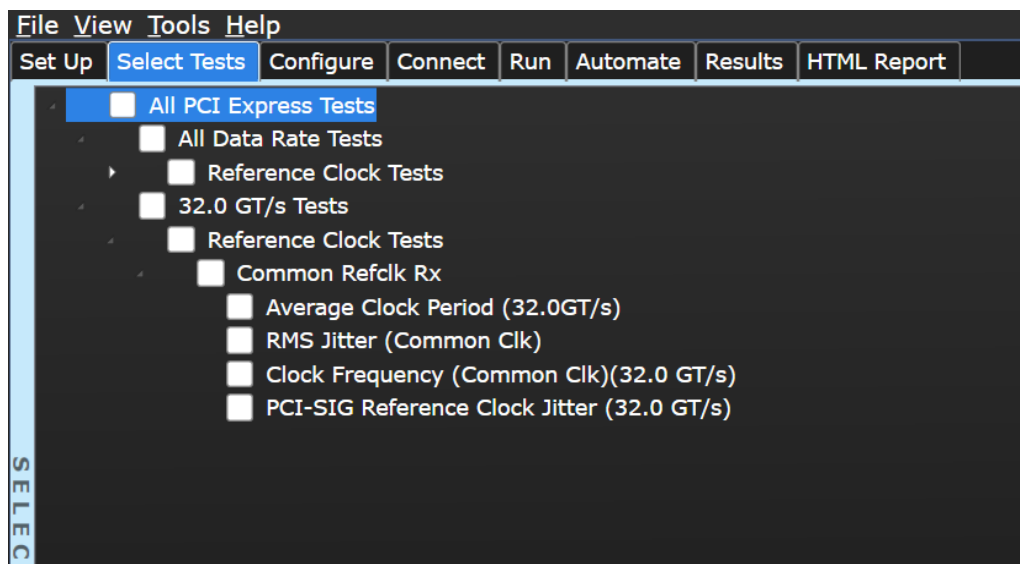 File View Tools Help
Set Up Select Tests Configure Connect Run Automate Results HTML Report
All PCI Express Tests
All Data Rate Tests
Reference Clock Tests
32.0 GT/s Tests
Reference Clock Tests
Common Refclk Rx
Average Clock Period (32.0GT/s)
RMS Jitter (Common Clk)
Clock Frequency (Common Clk)(32.0 GT/s)
PCI-SIG Reference Clock Jitter (32.0 GT/s)
SELEC